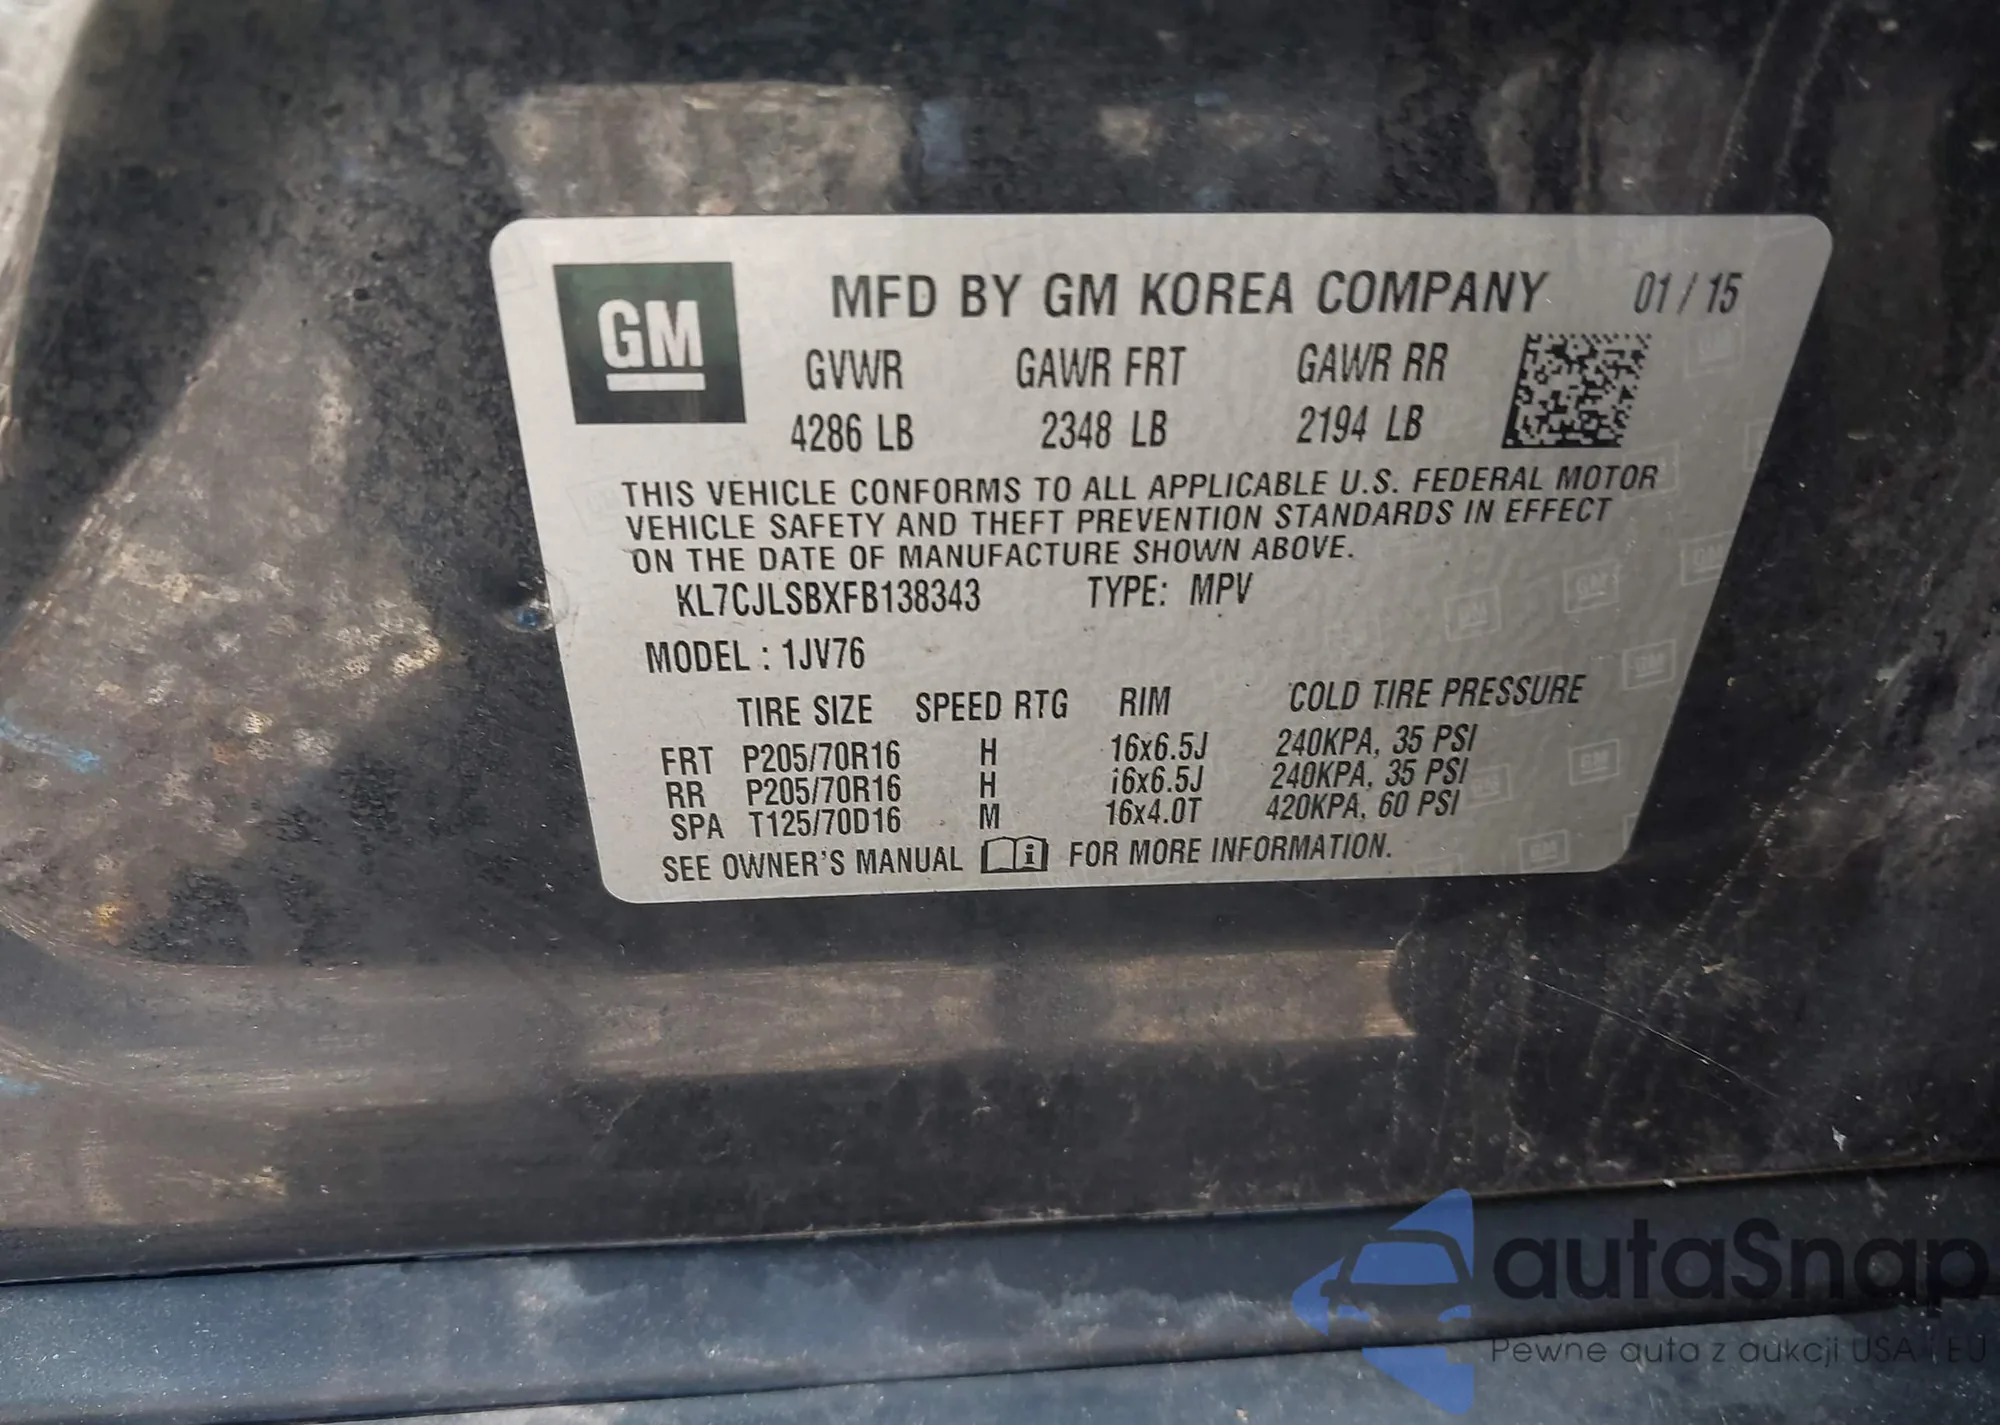 GM
MFD BY GM KOREA COMPANY 01 / 15
GVWR GAWR FRT GAWR RR
4286 LB 2348 LB 2194 LB
THIS VEHICLE CONFORMS TO ALL APPLICABLE U.S. FEDERAL MOTOR
VEHICLE SAFETY AND THEFT PREVENTION STANDARDS IN EFFECT
ON THE DATE OF MANUFACTURE SHOWN ABOVE.
KL7CJLSBXFB138343 TYPE: MPV
MODEL : 1JV76
TIRE SIZE SPEED RTG RIM COLD TIRE PRESSURE
FRT P205/70R16 H 16x6.5J 240KPA, 35 PSI
RR P205/70R16 H 16x6.5J 240KPA, 35 PSI
SPA T125/70D16 M 16x4.0T 420KPA, 60 PSI
SEE OWNER'S MANUAL i FOR MORE INFORMATION.
autaSnap
Pewne auta z aukcji USA i EU